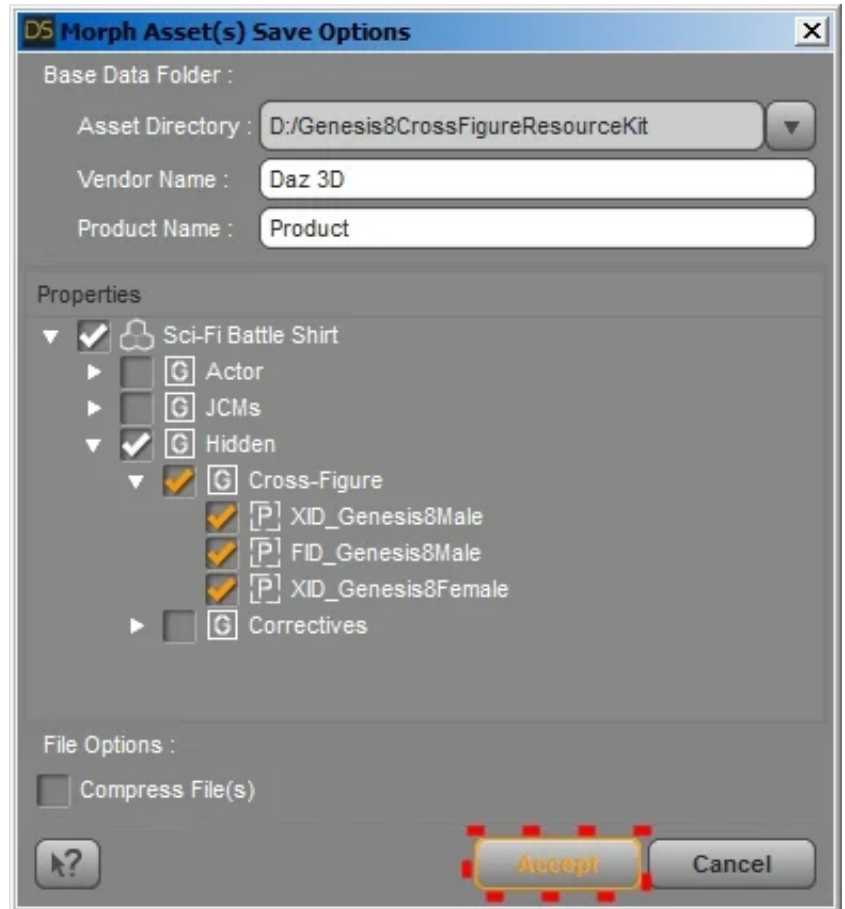 DS Morph Asset(s) Save Options
Base Data Folder :
Asset Directory : D:/Genesis8CrossFigureResourceKit
Vendor Name : Daz 3D
Product Name : Product
Properties
Sci-Fi Battle Shirt
G Actor
G JCMs
G Hidden
G Cross-Figure
P XID_Genesis8Male
P FID_Genesis8Male
P XID_Genesis8Female
G Correctives
File Options :
Compress File(s)
? Accept Cancel